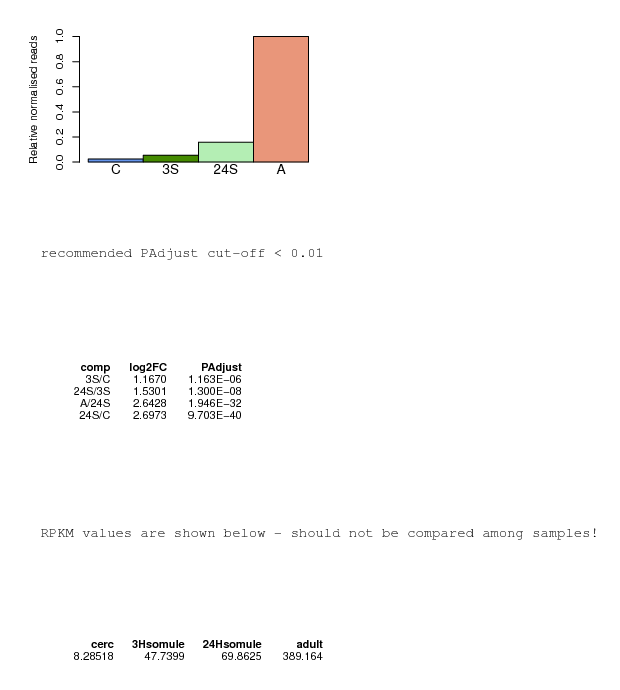 Relative normalised reads
1.0
0.8
0.6
0.4
0.2
0.0
C 3S 24S A
recommended PAdjust cut-off < 0.01
comp log2FC PAdjust
3S/C 1.1670 1.163E-06
24S/3S 1.5301 1.300E-08
A/24S 2.6428 1.946E-32
24S/C 2.6973 9.703E-40
RPKM values are shown below - should not be compared among samples!
cerc 3Hsomule 24Hsomule adult
8.28518 47.7399 69.8625 389.164